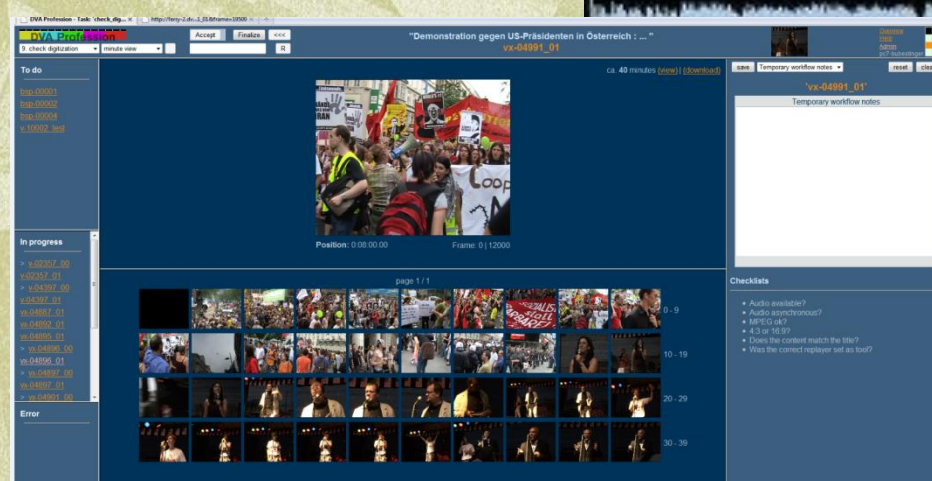 DVA Profession - Task: 'check_dig...
DVA Profession
Accept
Finalize
<<<
9. check digitization
minute view
R
"Demonstration gegen US-Präsidenten in Österreich : ... "
vx-04991_01
Admin
To do
bsp-00001
bsp-00002
bsp-00004
v-10002_test
ca. 40 minutes (view) | (download)
Position: 0:08:00.00
Frame: 0 | 12000
save
Temporary workflow notes
reset
'vx-04991_01'
Temporary workflow notes
In progress
> v-02357_00
v-02357_01
> v-04397_00
v-04397_01
vx-04887_01
vx-04892_01
vx-04895_01
> vx-04896_00
vx-04896_01
> vx-04897_00
vx-04897_01
> vx-04991_00
page 1 / 1
0 - 9
10 - 19
20 - 29
30 - 39
Checklists
Audio available?
Audio asynchronous?
MPEG ok?
4:3 or 16:9?
Does the content match the title?
Was the correct replayer set as tool?
Error